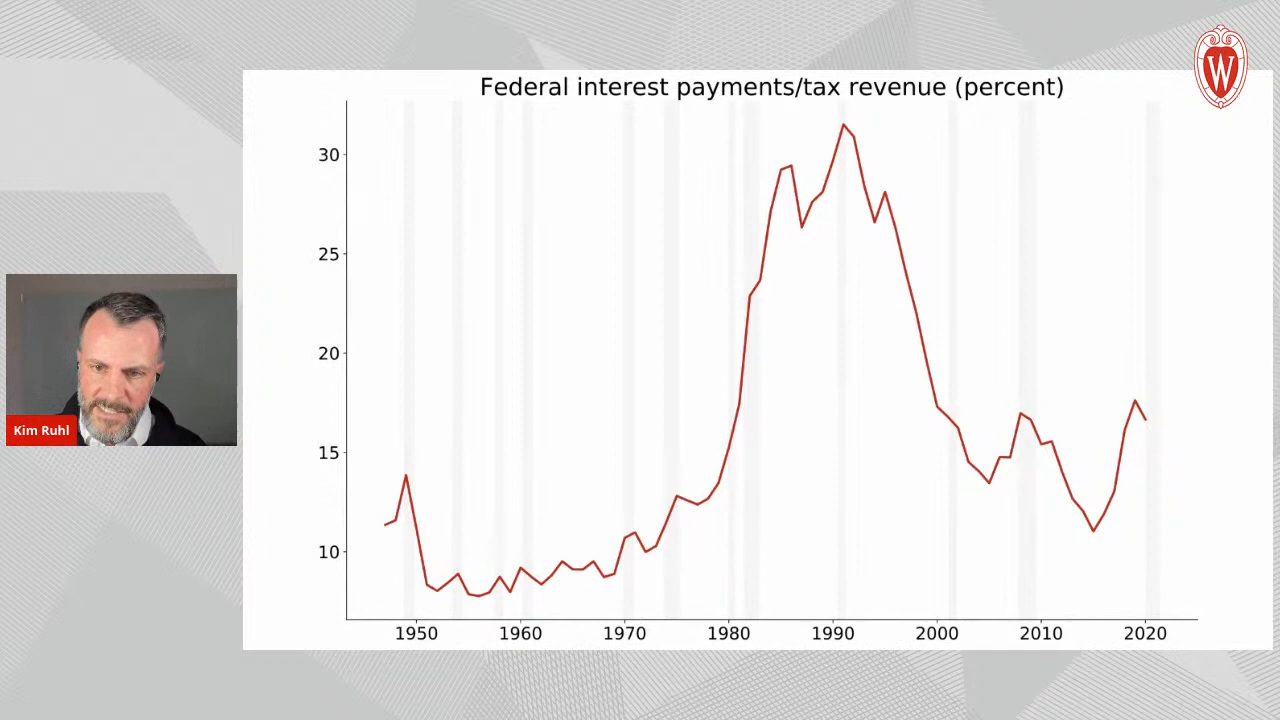 W
Federal interest payments/tax revenue (percent)
30
25
20
15
10
1950 1960 1970 1980 1990 2000 2010 2020
Kim Ruhl